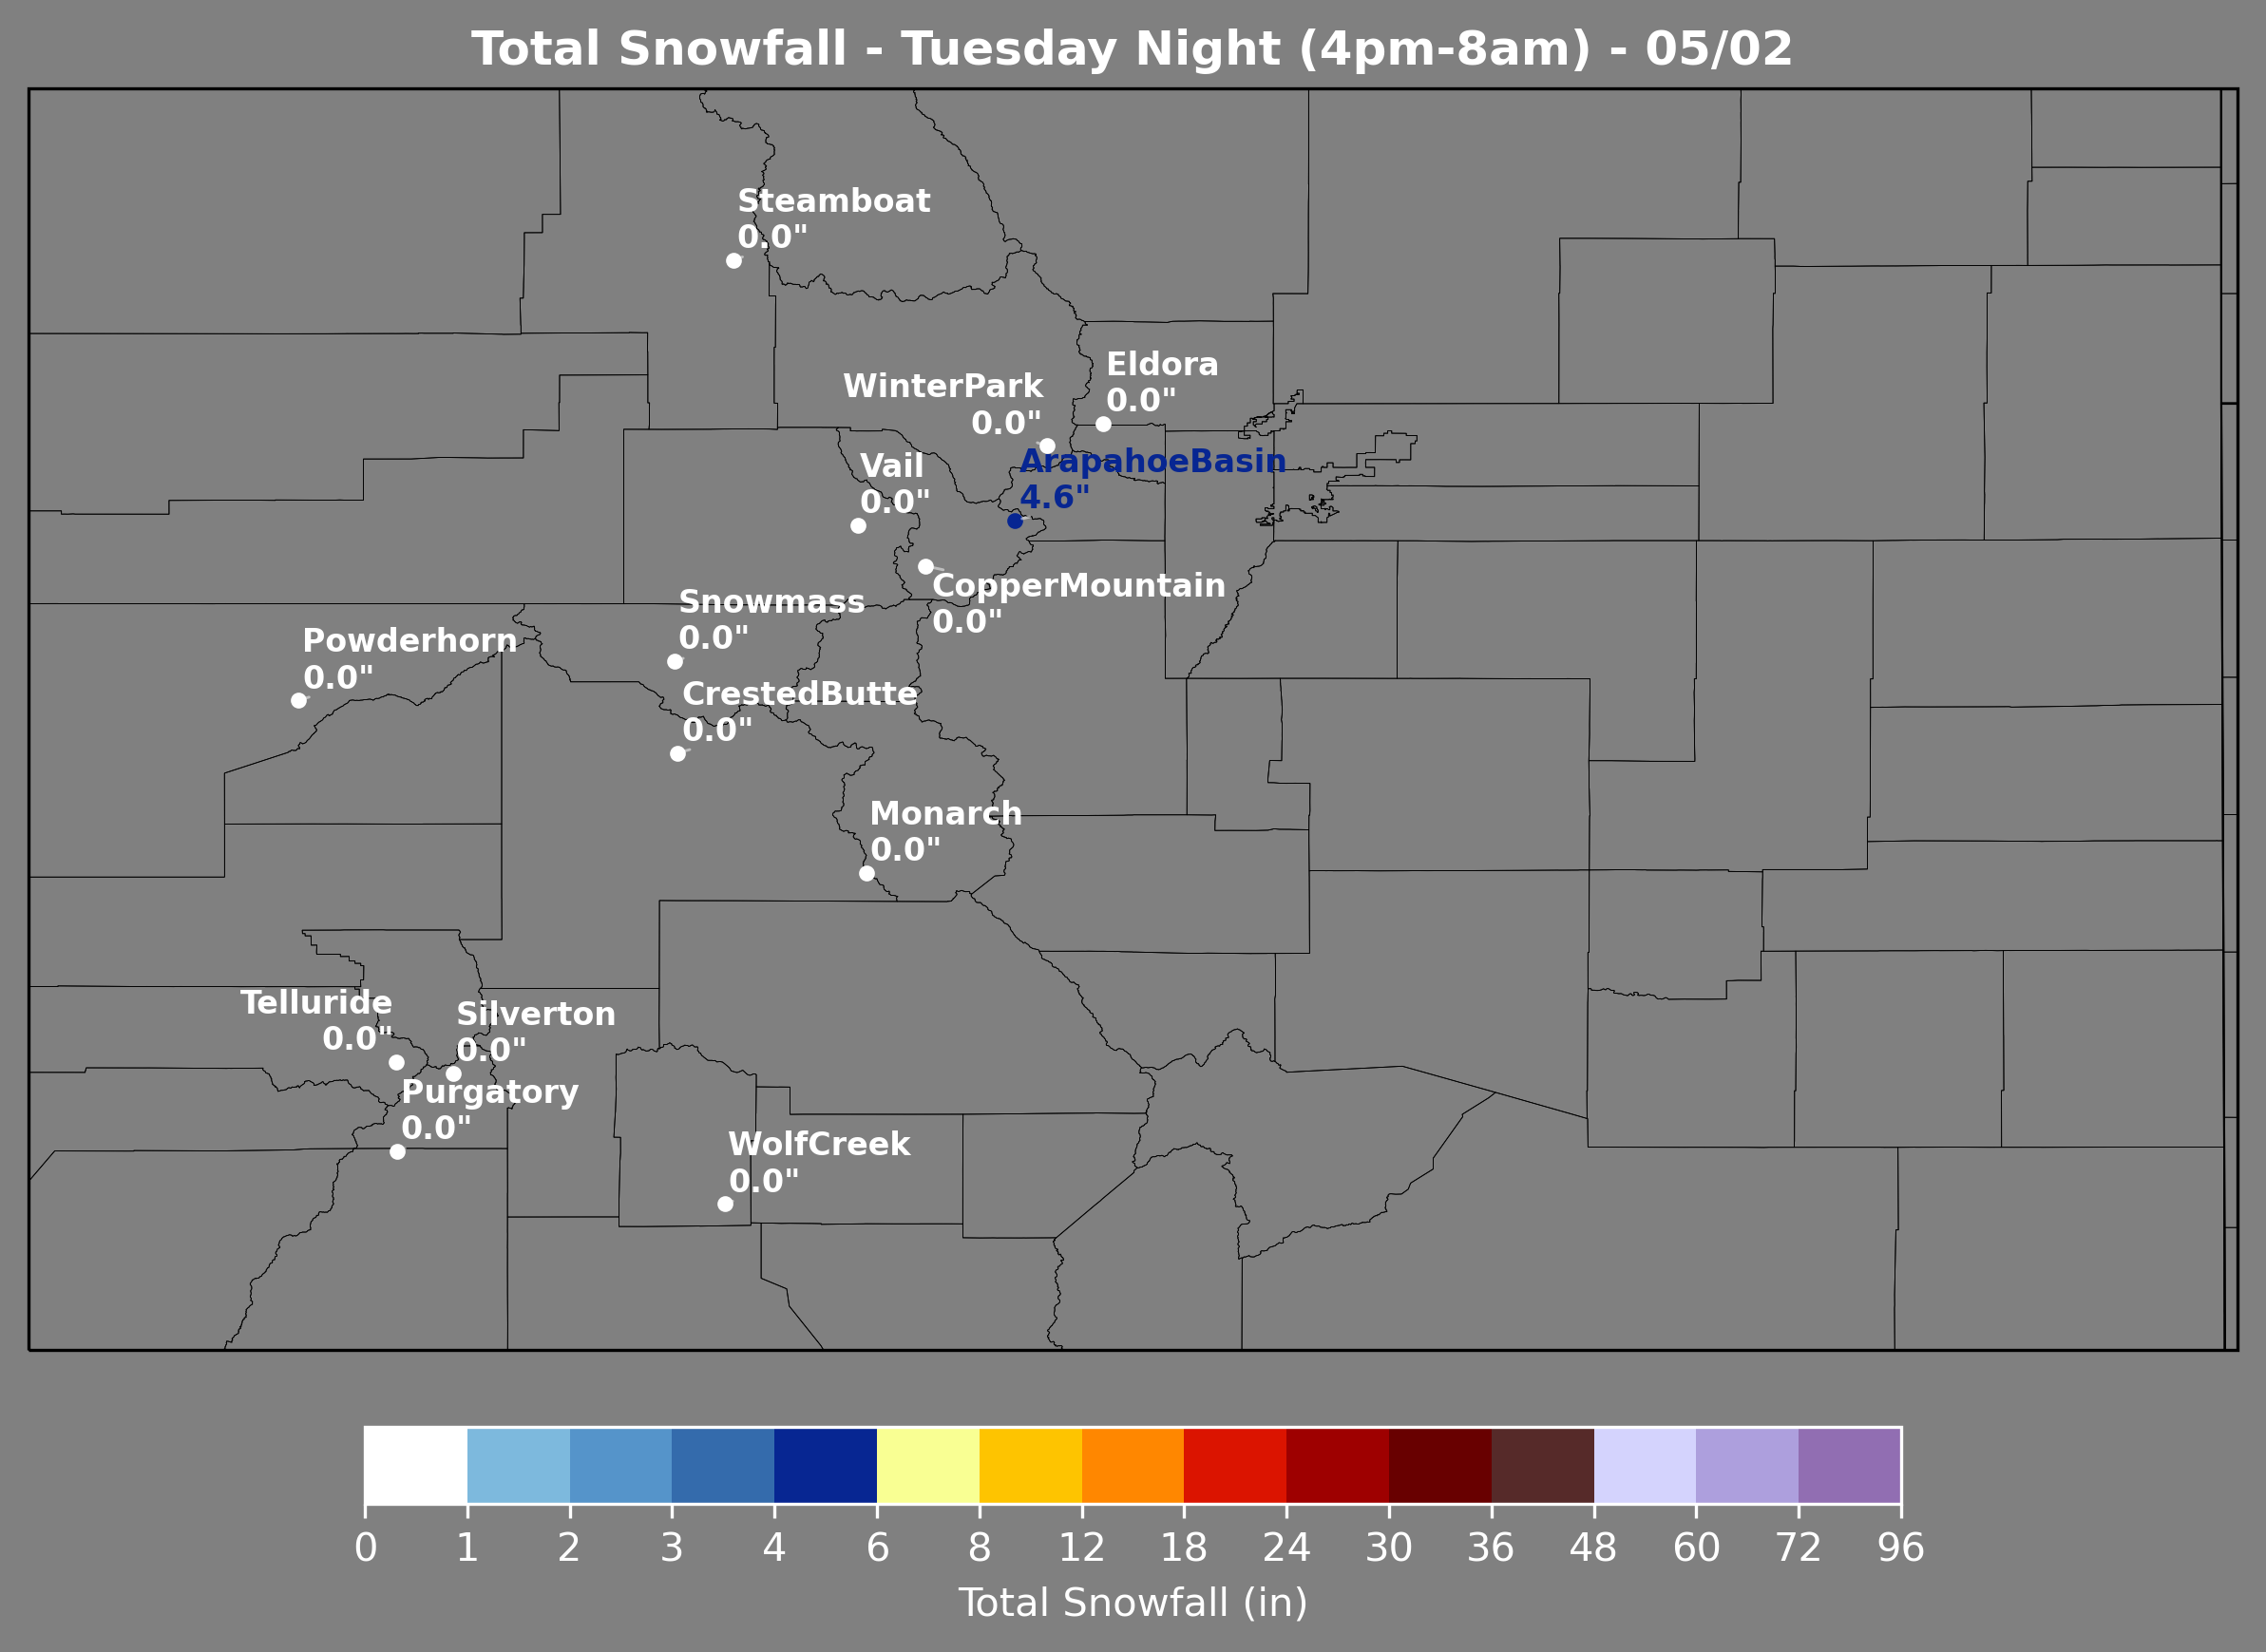 Total Snowfall - Tuesday Night (4pm-8am) - 05/02
Steamboat
0.0"
Eldora
0.0"
WinterPark
0.0"
ArapahoeBasin
4.6"
Vail
0.0"
CopperMountain
0.0"
Snowmass
0.0"
Powderhorn
0.0"
CrestedButte
0.0"
Monarch
0.0"
Telluride
0.0"
Silverton
0.0"
Purgatory
0.0"
WolfCreek
0.0"
0 1 2 3 4 6 8 12 18 24 30 36 48 60 72 96
Total Snowfall (in)